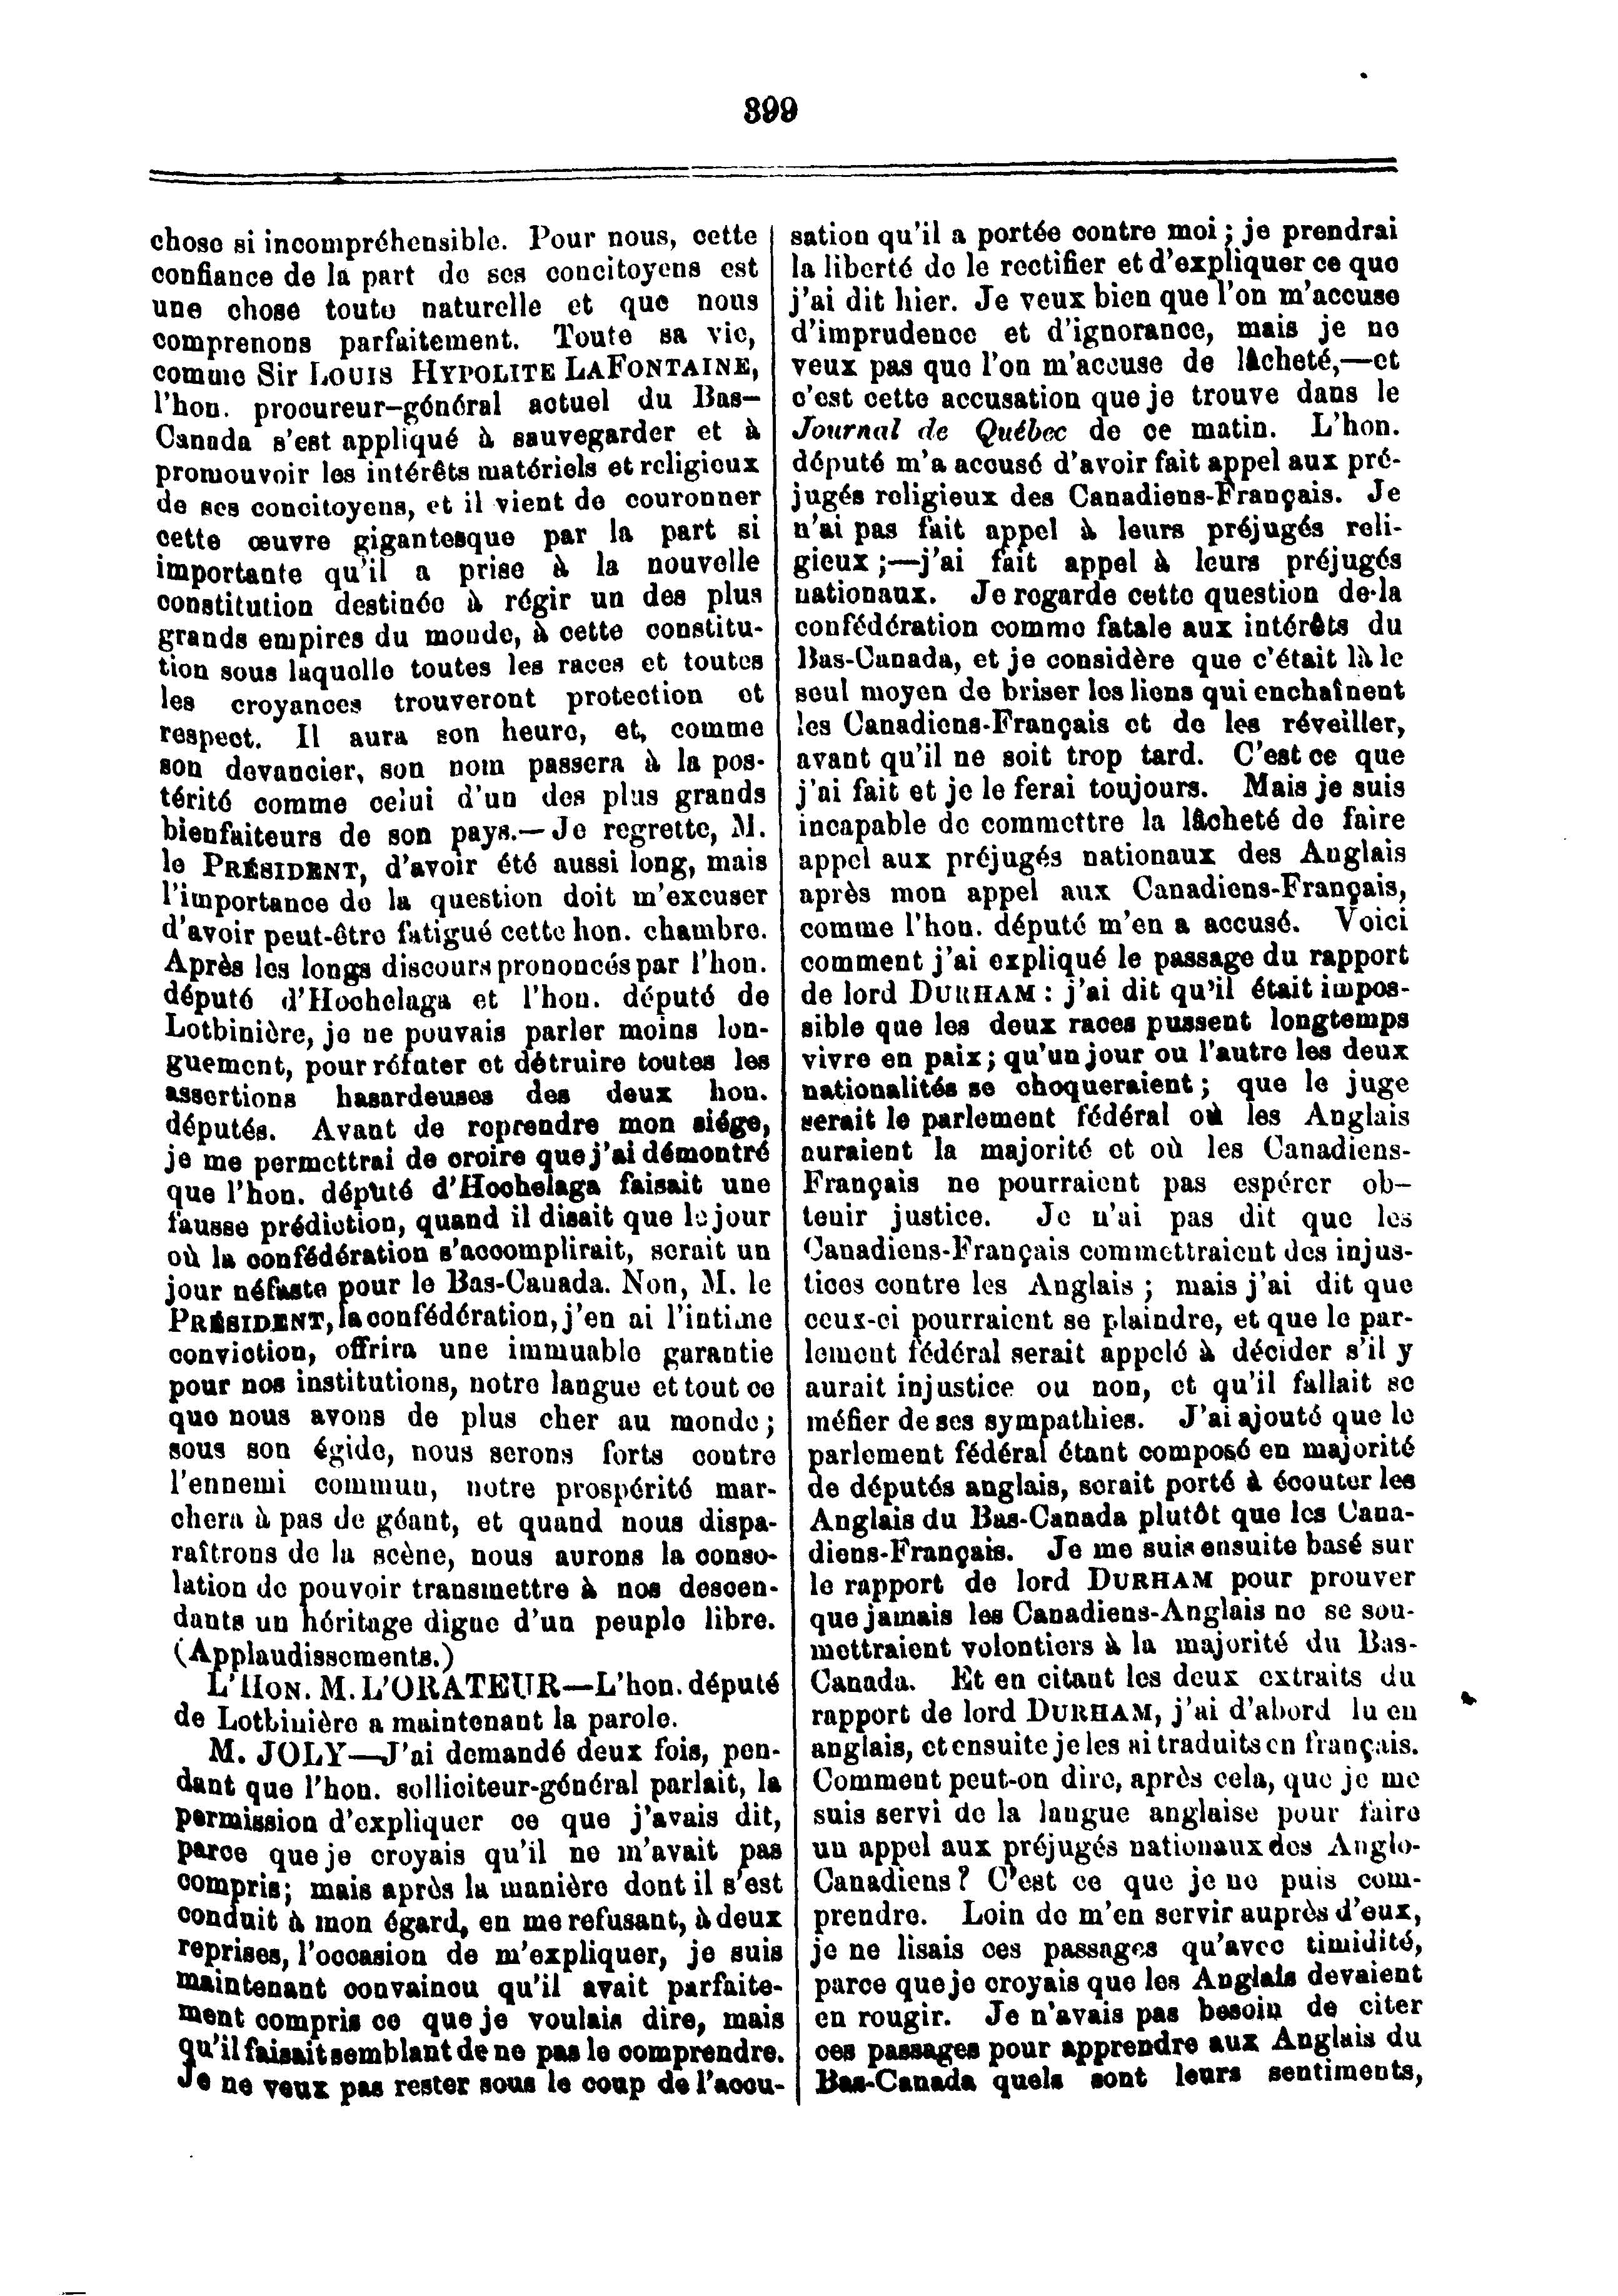 399
chose si incompréhensible. Pour nous, cette
confiance de la part de ses concitoyens est
une chose toute naturelle et que nous
comprenons parfaitement. Toute sa vie,
comme Sir LOUIS HYPOLITE LAFONTAINE,
l'hon. procureur-général actuel du Bas-
Canada s'est appliqué à sauvegarder et à
promouvoir les intérêts matériels et religieux
de ses concitoyens, et il vient de couronner
cette œuvre gigantesque par la part si
importante qu'il a prise à la nouvelle
constitution destinée à régir un des plus
grands empires du monde, à cette constitu-
tion sous laquelle toutes les races et toutes
les croyances trouveront protection et
respect. Il aura son heure, et, comme
son devancier, son nom passera à la pos-
térité comme celui d'un des plus grands
bienfaiteurs de son pays.—Je regrette, M.
le PRÉSIDENT, d'avoir été aussi long, mais
l'importance de la question doit m'excuser
d'avoir peut-être fatigué cette hon. chambre.
Après les longs discours prononcés par l'hon.
député d'Hochelaga et l'hon. député de
Lotbinière, je ne pouvais parler moins lon-
guement, pour réfuter et détruire toutes les
assertions hasardeuses des deux hon.
députés. Avant de reprendre mon siége,
je me permettrai de croire que j'ai démontré
que l'hon. député d'Hochelaga faisait une
fausse prédiction, quand il disait que le jour
où la confédération s'accomplirait, serait un
jour néfaste pour le Bas-Canada. Non, M. le
PRÉSIDENT, la confédération, j'en ai l'intime
conviction, offrira une immuable garantie
pour nos institutions, notre langue et tout ce
que nous avons de plus cher au monde;
sous son égide, nous serons forts contre
l'ennemi commun, notre prospérité mar-
chera à pas de géant, et quand nous dispa-
raîtrons de la scène, nous aurons la conso-
lation de pouvoir transmettre à nos descen-
dants un héritage digne d'un peuple libre.
(Applaudissements.)
L'HON. M. L'ORATEUR—L'hon. député
de Lotbinière a maintenant la parole.
M. JOLY—J'ai demandé deux fois, pen-
dant que l'hon. solliciteur-général parlait, la
permission d'expliquer ce que j'avais dit,
parce que je croyais qu'il ne m'avait pas
compris; mais après la manière dont il s'est
conduit à mon égard, en me refusant, à deux
reprises, l'occasion de m'expliquer, je suis
maintenant convaincu qu'il avait parfaite-
ment compris ce que je voulais dire, mais
qu'il faisait semblant de ne pas le comprendre.
Je ne veux pas rester sous le coup de l'accu-
sation qu'il a portée contre moi; je prendrai
la liberté de le rectifier et d'expliquer ce que
j'ai dit hier. Je veux bien que l'on m'accuse
d'imprudence et d'ignorance, mais je ne
veux pas que l'on m'accuse de lâcheté,—et
c'est cette accusation que je trouve dans le
Journal de Québec de ce matin. L'hon.
député m'a accusé d'avoir fait appel aux pré-
jugés religieux des Canadiens-Français. Je
n'ai pas fait appel à leurs préjugés reli-
gieux;—j'ai fait appel à leurs préjugés
nationaux. Je regarde cette question de la
confédération comme fatale aux intérêts du
Bas-Canada, et je considère que c'était là le
seul moyen de briser les liens qui enchaînent
les Canadiens-Français et de les réveiller,
avant qu'il ne soit trop tard. C'est ce que
j'ai fait et je le ferai toujours. Mais je suis
incapable de commettre la lâcheté de faire
appel aux préjugés nationaux des Anglais
après mon appel aux Canadiens-Français,
comme l'hon. député m'en a accusé. Voici
comment j'ai expliqué le passage du rapport
de lord DURHAM : j'ai dit qu'il était impos-
sible que les deux races pussent longtemps
vivre en paix; qu'un jour ou l'autre les deux
nationalités se choqueraient; que le juge
serait le parlement fédéral où les Anglais
auraient la majorité et où les Canadiens-
Français ne pourraient pas espérer ob-
tenir justice. Je n'ai pas dit que les
Canadiens-Français commettraient des injus-
tices contre les Anglais; mais j'ai dit que
ceux-ci pourraient se plaindre, et que le par-
lement fédéral serait appelé à décider s'il y
aurait injustice ou non, et qu'il fallait se
méfier de ses sympathies. J'ai ajouté que le
parlement fédéral étant composé en majorité
de députés anglais, serait porté à écouter les
Anglais du Bas-Canada plutôt que les Cana-
diens-Français. Je me suis ensuite basé sur
le rapport de lord DURHAM pour prouver
que jamais les Canadiens-Anglais ne se sou-
mettraient volontiers à la majorité du Bas-
Canada. Et en citant les deux extraits du
rapport de lord DURHAM, j'ai d'abord lu en
anglais, et ensuite je les ai traduits en français.
Comment peut-on dire, après cela, que je me
suis servi de la langue anglaise pour faire
un appel aux préjugés nationaux des Anglo-
Canadiens? C'est ce que je ne puis com-
prendre. Loin de m'en servir auprès d'eux,
je ne lisais ces passages qu'avec timidité,
parce que je croyais que les Anglais devaient
en rougir. Je n'avais pas besoin de citer
ces passages pour apprendre aux Anglais du
Bas-Canada quels sont leurs sentiments,